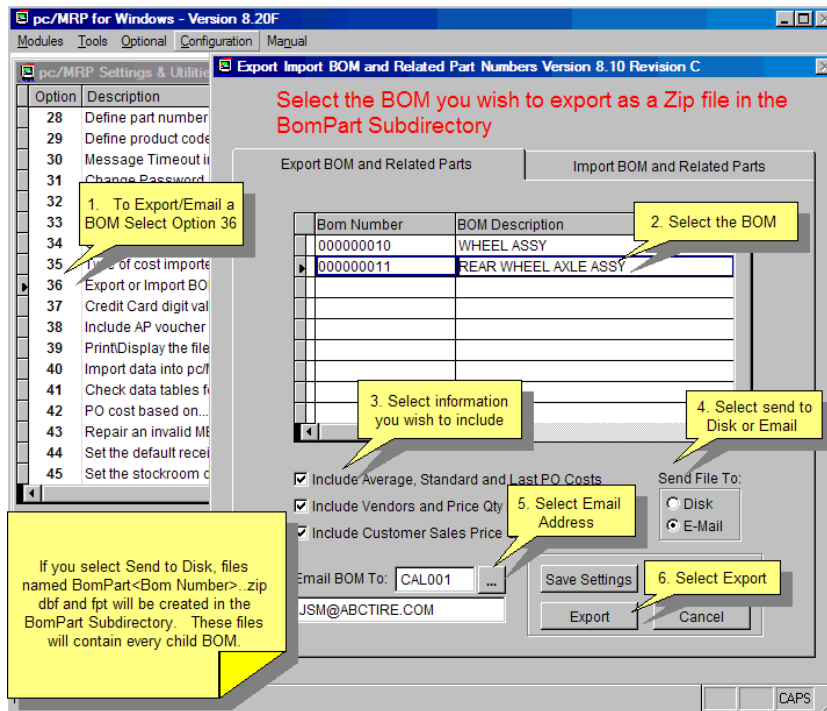 pc/MRP for Windows - Version 8.20F
Modules Tools Optional Configuration Manual
pc/MRP Settings & Utilitie
Option Description
28 Define part number
29 Define product code
30 Message Timeout i
31 Change Password
32
33
34
35 Type of cost importe
36 Export or Import BO
37 Credit Card digit val
38 Include AP voucher
39 Print\Display the file
40 Import data into pc/
41 Check data tables f
42 PO cost based on...
43 Repair an invalid M
44 Set the default recei
45 Set the stockroom c
1. To Export/Email a
BOM Select Option 36
Export Import BOM and Related Part Numbers Version 8.10 Revision C
Select the BOM you wish to export as a Zip file in the
BomPart Subdirectory
Export BOM and Related Parts
Import BOM and Related Parts
Bom Number BOM Description
000000010 WHEEL ASSY
000000011 REAR WHEEL AXLE ASSY
2. Select the BOM
3. Select information
you wish to include
4. Select send to
Disk or Email
Include Average, Standard and Last PO Costs
Include Vendors and Price Qty
Include Customer Sales Price
Send File To:
Disk
E-Mail
5. Select Email
Address
Email BOM To: CAL001 ...
JSM@ABCTIRE.COM
Save Settings
6. Select Export
Export
Cancel
If you select Send to Disk, files
named BomPart<Bom Number>..zip
dbf and fpt will be created in the
BomPart Subdirectory. These files
will contain every child BOM.
CAPS